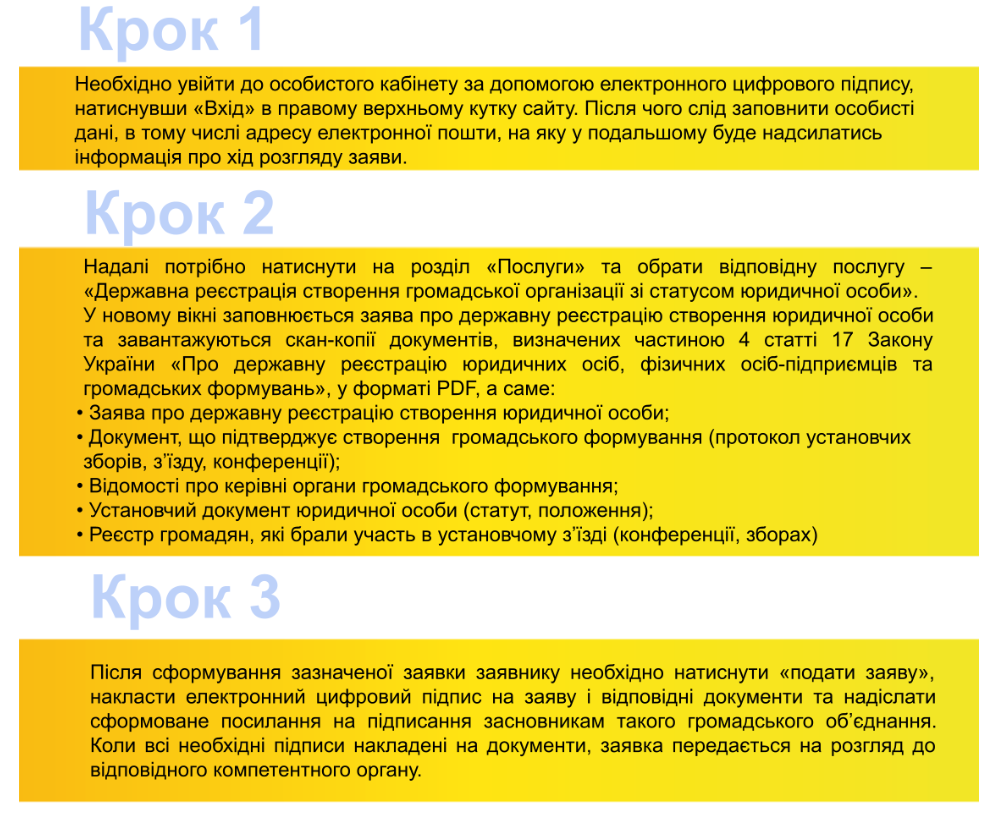 Крок 1
Необхідно увійти до особистого кабінету за допомогою електронного цифрового підпису,
натиснувши «Вхід» в правому верхньому кутку сайту. Після чого слід заповнити особисті
дані, в тому числі адресу електронної пошти, на яку у подальшому буде надсилатись
інформація про хід розгляду заяви.
Крок 2
Надалі потрібно натиснути на розділ «Послуги» та обрати відповідну послугу –
«Державна реєстрація створення громадської організації зі статусом юридичної особи».
У новому вікні заповнюється заява про державну реєстрацію створення юридичної особи
та завантажуються скан-копії документів, визначених частиною 4 статті 17 Закону
України «Про державну реєстрацію юридичних осіб, фізичних осіб-підприємців та
громадських формувань», у форматі PDF, а саме:
• Заява про державну реєстрацію створення юридичної особи;
• Документ, що підтверджує створення громадського формування (протокол установчих
зборів, з’їзду, конференції);
• Відомості про керівні органи громадського формування;
• Установчий документ юридичної особи (статут, положення);
• Реєстр громадян, які брали участь в установчому з’їзді (конференції, зборах)
Крок 3
Після сформування зазначеної заявки заявнику необхідно натиснути «подати заяву»,
накласти електронний цифровий підпис на заяву і відповідні документи та надіслати
сформоване посилання на підписання засновникам такого громадського об’єднання.
Коли всі необхідні підписи накладені на документи, заявка передається на розгляд до
відповідного компетентного органу.